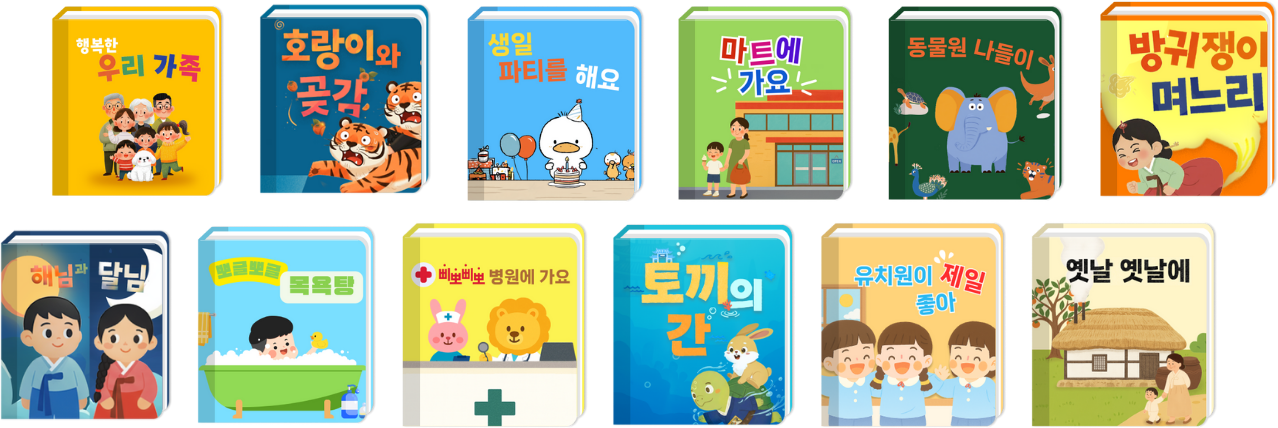 행복한
우리 가족
호랑이와
곶감
생일
파티를 해요
마트에
가요
동물원 나들이
방귀쟁이
며느리
해님과 달님
뽀글뽀글
목욕탕
삐뽀삐뽀 병원에 가요
토끼의
간
유치원이 제일
좋아
옛날 옛날에